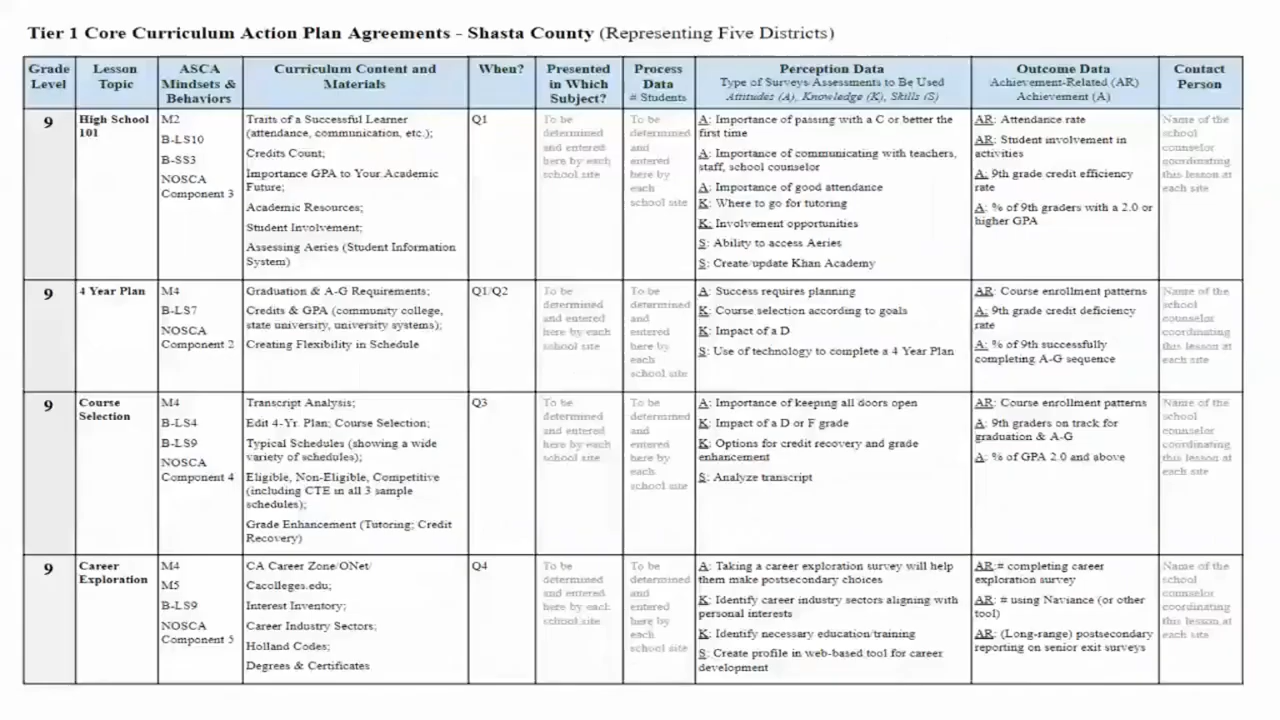 Tier 1 Core Curriculum Action Plan Agreements - Shasta County (Representing Five Districts)
Grade Level
Lesson Topic
ASCA Mindsets & Behaviors
Curriculum Content and Materials
When?
Presented in Which Subject?
Process Data
# Students
Perception Data
Type of Surveys Assessments to Be Used
Attitudes (A), Knowledge (K), Skills (S)
Outcome Data
Achievement-Related (AR)
Achievement (A)
Contact Person
9
High School
101
M2
B-LS10
B-SS3
NOSCA
Component 3
Traits of a Successful Learner
(attendance, communication, etc.);
Credits Count;
Importance GPA to Your Academic
Future;
Academic Resources;
Student Involvement;
Assessing Aeries (Student Information
System)
Q1
To be
determined
and entered
here by each
school site
To be
determined
and
entered
here by
each
school site
A: Importance of passing with a C or better the
first time
A: Importance of communicating with teachers,
staff, school counselor
A: Importance of good attendance
K: Where to go for tutoring
K: Involvement opportunities
S: Ability to access Aeries
S: Create/update Khan Academy
AR: Attendance rate
AR: Student involvement in
activities
A: 9th grade credit efficiency
rate
A: % of 9th graders with a 2.0 or
higher GPA
Name of the
school
counselor
coordinating
this lesson at
each site
9
4 Year Plan
M4
B-LS7
NOSCA
Component 2
Graduation & A-G Requirements;
Credits & GPA (community college,
state university, university systems);
Creating Flexibility in Schedule
Q1/Q2
To be
determined
and entered
here by each
school site
To be
determined
and
entered
here by
each
school site
A: Success requires planning
K: Course selection according to goals
K: Impact of a D
S: Use of technology to complete a 4 Year Plan
AR: Course enrollment patterns
A: 9th grade credit deficiency
rate
A: % of 9th successfully
completing A-G sequence
Name of the
school
counselor
coordinating
this lesson at
each site
9
Course
Selection
M4
B-LS4
B-LS9
NOSCA
Component 4
Transcript Analysis;
Edit 4-Yr. Plan; Course Selection;
Typical Schedules (showing a wide
variety of schedules);
Eligible, Non-Eligible, Competitive
(including CTE in all 3 sample
schedules);
Grade Enhancement (Tutoring; Credit
Recovery)
Q3
To be
determined
and entered
here by each
school site
To be
determined
and
entered
here by
each
school site
A: Importance of keeping all doors open
K: Impact of a D or F grade
K: Options for credit recovery and grade
enhancement
S: Analyze transcript
AR: Course enrollment patterns
A: 9th graders on track for
graduation & A-G
A: % of GPA 2.0 and above
Name of the
school
counselor
coordinating
this lesson at
each site
9
Career
Exploration
M4
M5
B-LS9
NOSCA
Component 5
CA Career Zone/ONet/
Cacolleges.edu;
Interest Inventory;
Career Industry Sectors;
Holland Codes;
Degrees & Certificates
Q4
To be
determined
and entered
here by each
school site
To be
determined
and
entered
here by
each
school site
A: Taking a career exploration survey will help
them make postsecondary choices
K: Identify career industry sectors aligning with
personal interests
K: Identify necessary education/training
S: Create profile in web-based tool for career
development
AR:# completing career
exploration survey
AR: # using Naviance (or other
tool)
AR: (Long-range) postsecondary
reporting on senior exit surveys
Name of the
school
counselor
coordinating
this lesson at
each site